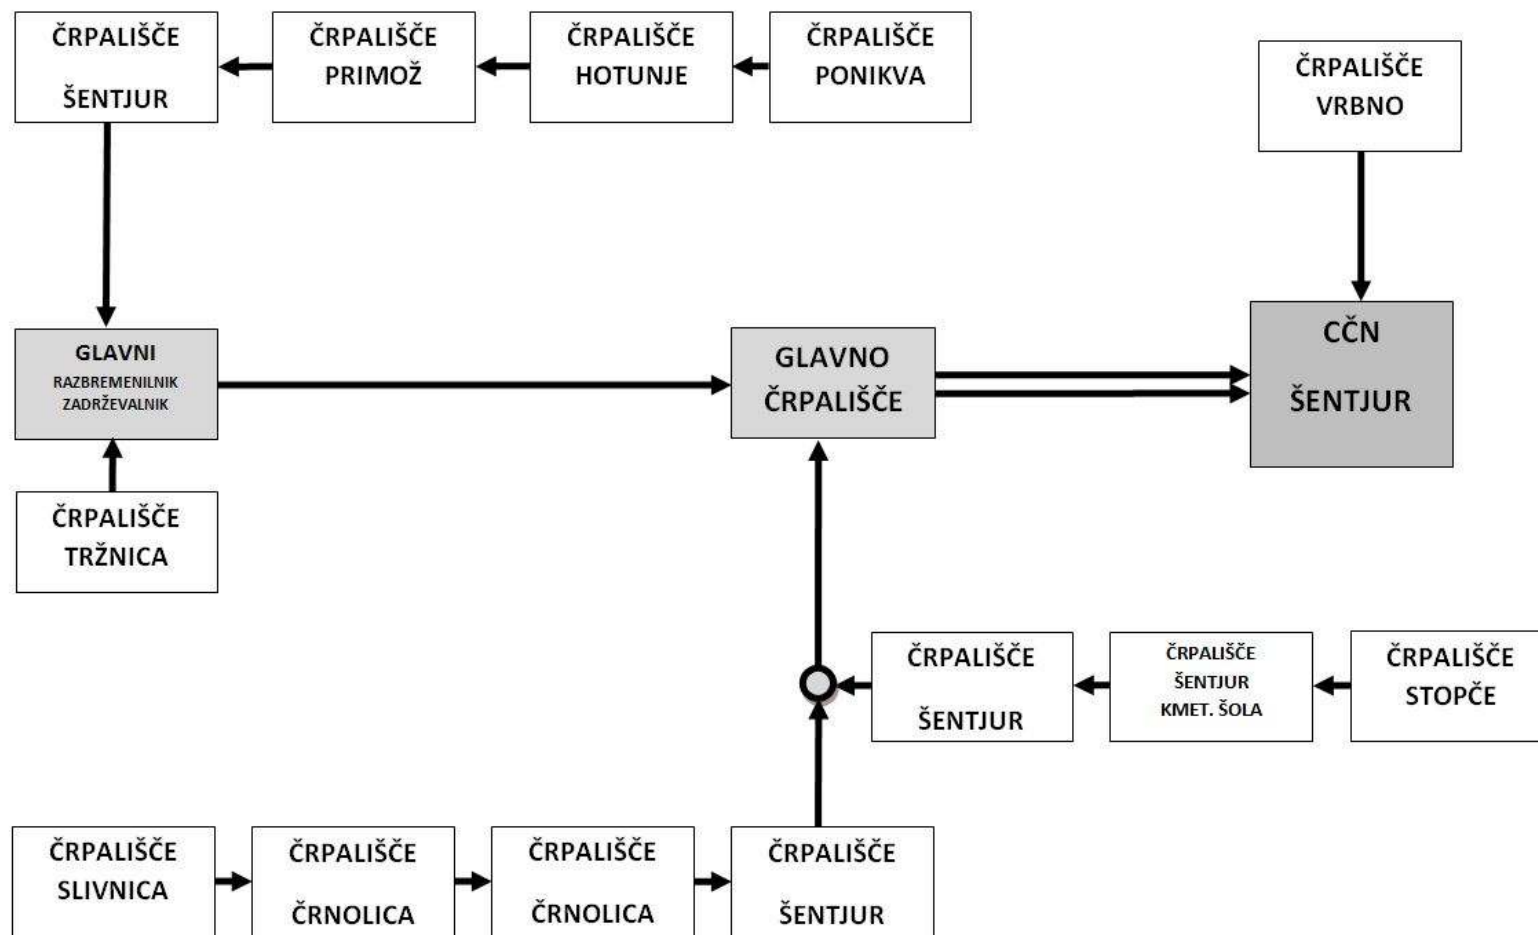 ČRPALIŠČE
ŠENTJUR
ČRPALIŠČE
PRIMOŽ
ČRPALIŠČE
HOTUNJE
ČRPALIŠČE
PONIKVA
ČRPALIŠČE
VRBNO
GLAVNI
RAZBREMENILNIK
ZADRŽEVALNIK
GLAVNO
ČRPALIŠČE
CČN
ŠENTJUR
ČRPALIŠČE
TRŽNICA
ČRPALIŠČE
ŠENTJUR
ČRPALIŠČE
ŠENTJUR
KMET. ŠOLA
ČRPALIŠČE
STOPČE
ČRPALIŠČE
SLIVNICA
ČRPALIŠČE
ČRNOLICA
ČRPALIŠČE
ČRNOLICA
ČRPALIŠČE
ŠENTJUR